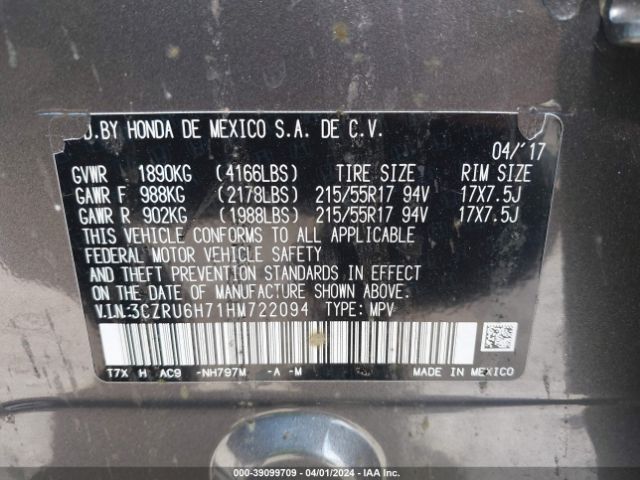 D.BY HONDA DE MEXICO S.A. DE C.V.
04/'17
GVWR 1890KG (4166LBS) TIRE SIZE RIM SIZE
GAWR F 988KG (2178LBS) 215/55R17 94V 17X7.5J
GAWR R 902KG (1988LBS) 215/55R17 94V 17X7.5J
THIS VEHICLE CONFORMS TO ALL APPLICABLE
FEDERAL MOTOR VEHICLE SAFETY
AND THEFT PREVENTION STANDARDS IN EFFECT
ON THE DATE OF MANUFACTURE SHOWN ABOVE.
V.I.N.:3CZRU6H71HM722094 TYPE: MPV
T7X H AC9 -NH797M -A -M MADE IN MEXICO
000-39099709 - 04/01/2024 - IAA Inc.